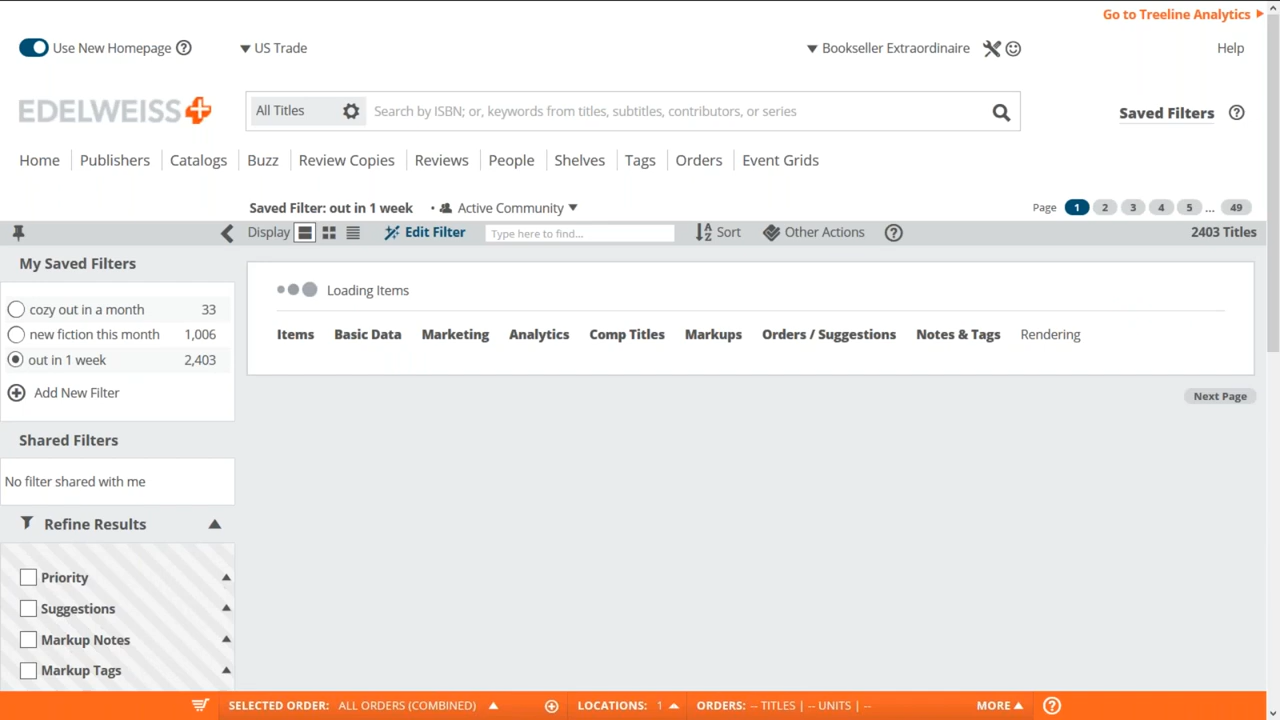 Go to Treeline Analytics
Use New Homepage
US Trade
Bookseller Extraordinaire
Help
EDELWEISS
All Titles
Search by ISBN; or, keywords from titles, subtitles, contributors, or series
Saved Filters
Home
Publishers
Catalogs
Buzz
Review Copies
Reviews
People
Shelves
Tags
Orders
Event Grids
Saved Filter: out in 1 week
• Active Community
Page 1 2 3 4 5 ... 49
Display
Edit Filter
Type here to find...
Sort
Other Actions
2403 Titles
My Saved Filters
cozy out in a month 33
new fiction this month 1,006
out in 1 week 2,403
Add New Filter
Shared Filters
No filter shared with me
Refine Results
Priority
Suggestions
Markup Notes
Markup Tags
Loading Items
Items Basic Data Marketing Analytics Comp Titles Markups Orders / Suggestions Notes & Tags Rendering
Next Page
SELECTED ORDER: ALL ORDERS (COMBINED)
LOCATIONS: 1
ORDERS: -- TITLES | -- UNITS | --
MORE